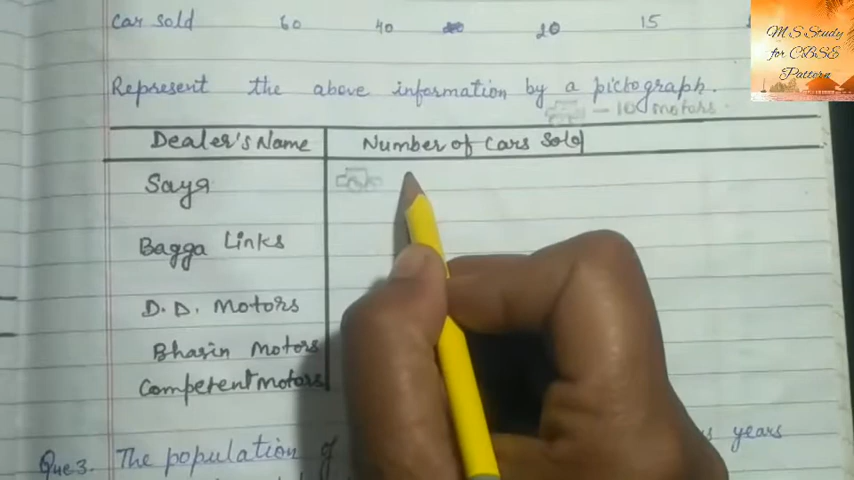 M S Study
for CBSE
Pattern
car sold 60 40 20 15
Represent the above information by a pictograph.
– 10 motors
Dealer's Name Number of Cars Sold
Saya
Bagga Links
D.D. Motors
Bhasin Motors
Competent Motors
Que 3. The population of years